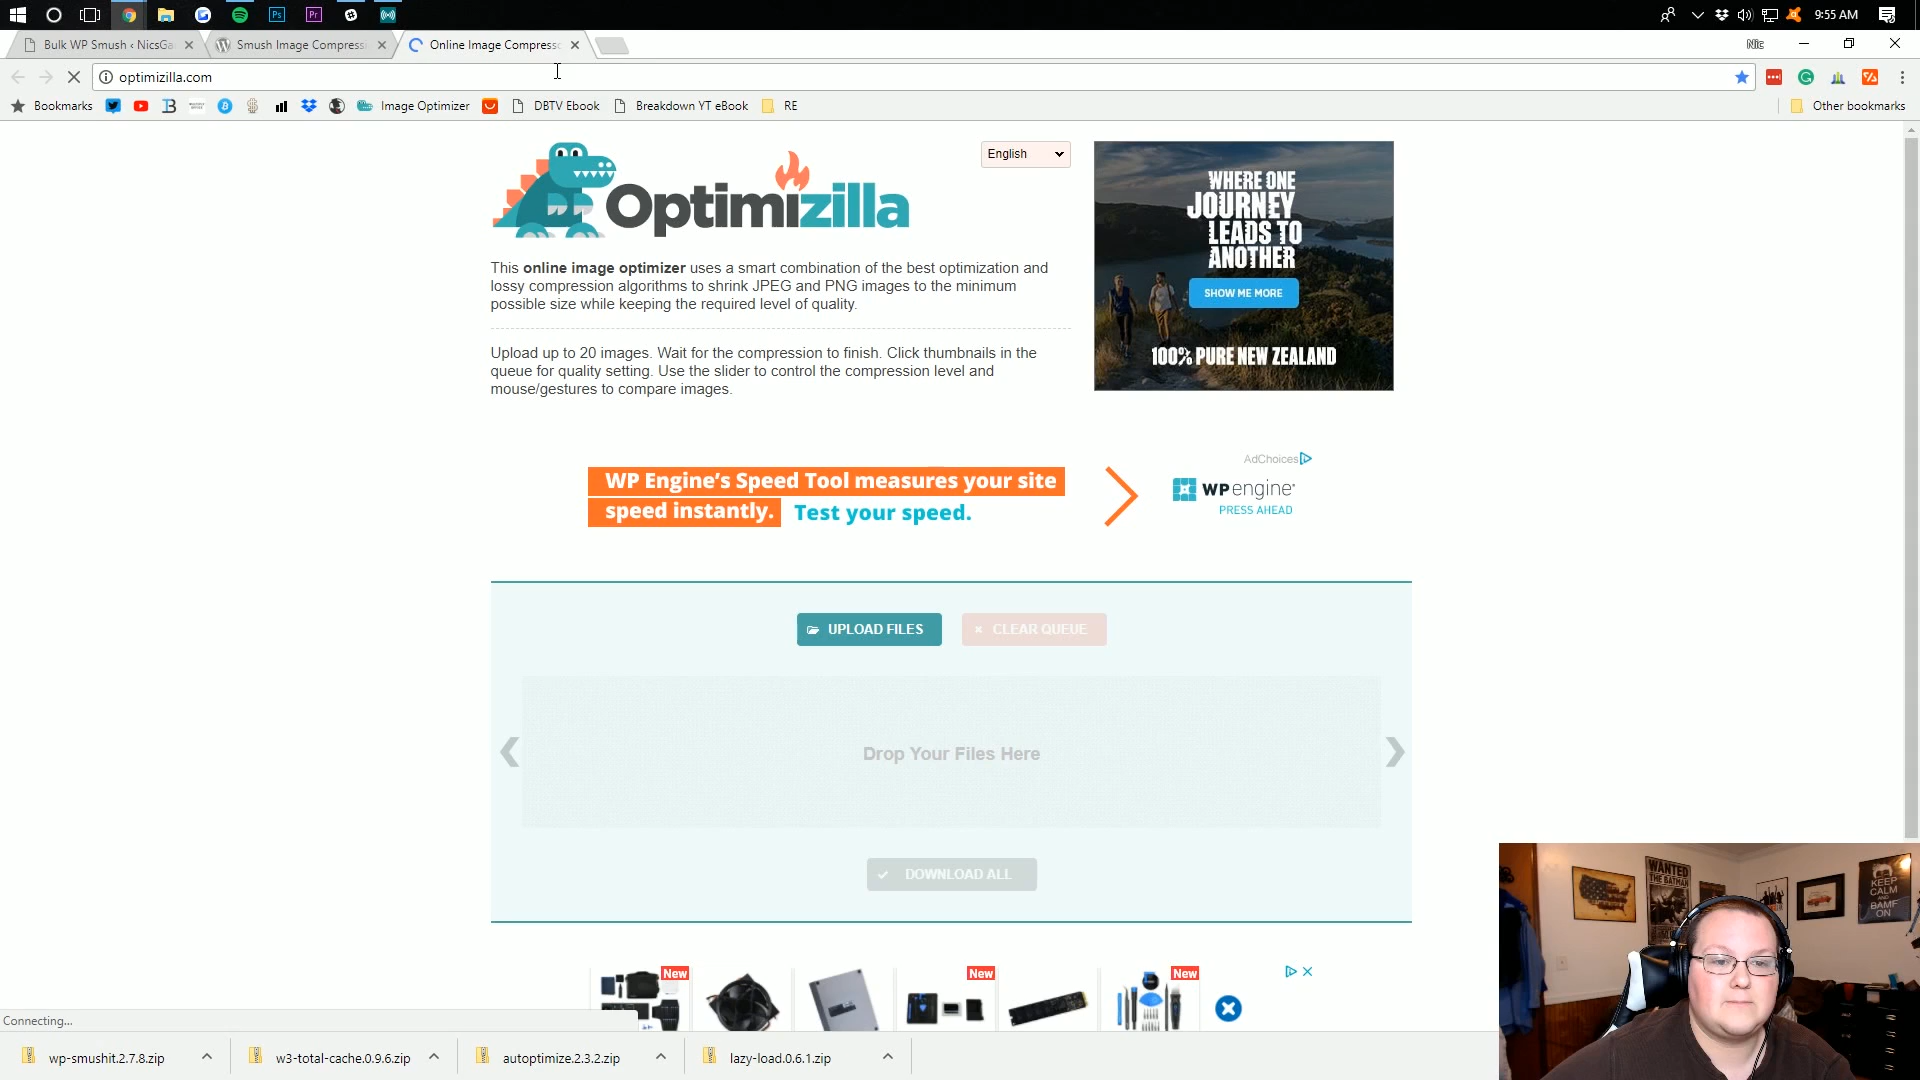 9:55 AM
Bulk WP Smush ‹ NicsGa
Smush Image Compress
Online Image Compress
Nic
optimizilla.com
Bookmarks
Image Optimizer
DBTV Ebook
Breakdown YT eBook
RE
Other bookmarks
Optimizilla
English
WHERE ONE
JOURNEY
LEADS TO
ANOTHER
SHOW ME MORE
100% PURE NEW ZEALAND
This online image optimizer uses a smart combination of the best optimization and
lossy compression algorithms to shrink JPEG and PNG images to the minimum
possible size while keeping the required level of quality.
Upload up to 20 images. Wait for the compression to finish. Click thumbnails in the
queue for quality setting. Use the slider to control the compression level and
mouse/gestures to compare images.
AdChoices
WP Engine's Speed Tool measures your site
speed instantly. Test your speed.
wpengine
PRESS AHEAD
UPLOAD FILES
CLEAR QUEUE
Drop Your Files Here
DOWNLOAD ALL
New
New
New
WANTED
THE BATMAN
KEEP
CALM
AND
BAMF
ON
Connecting...
wp-smushit.2.7.8.zip
w3-total-cache.0.9.6.zip
autoptimize.2.3.2.zip
lazy-load.0.6.1.zip